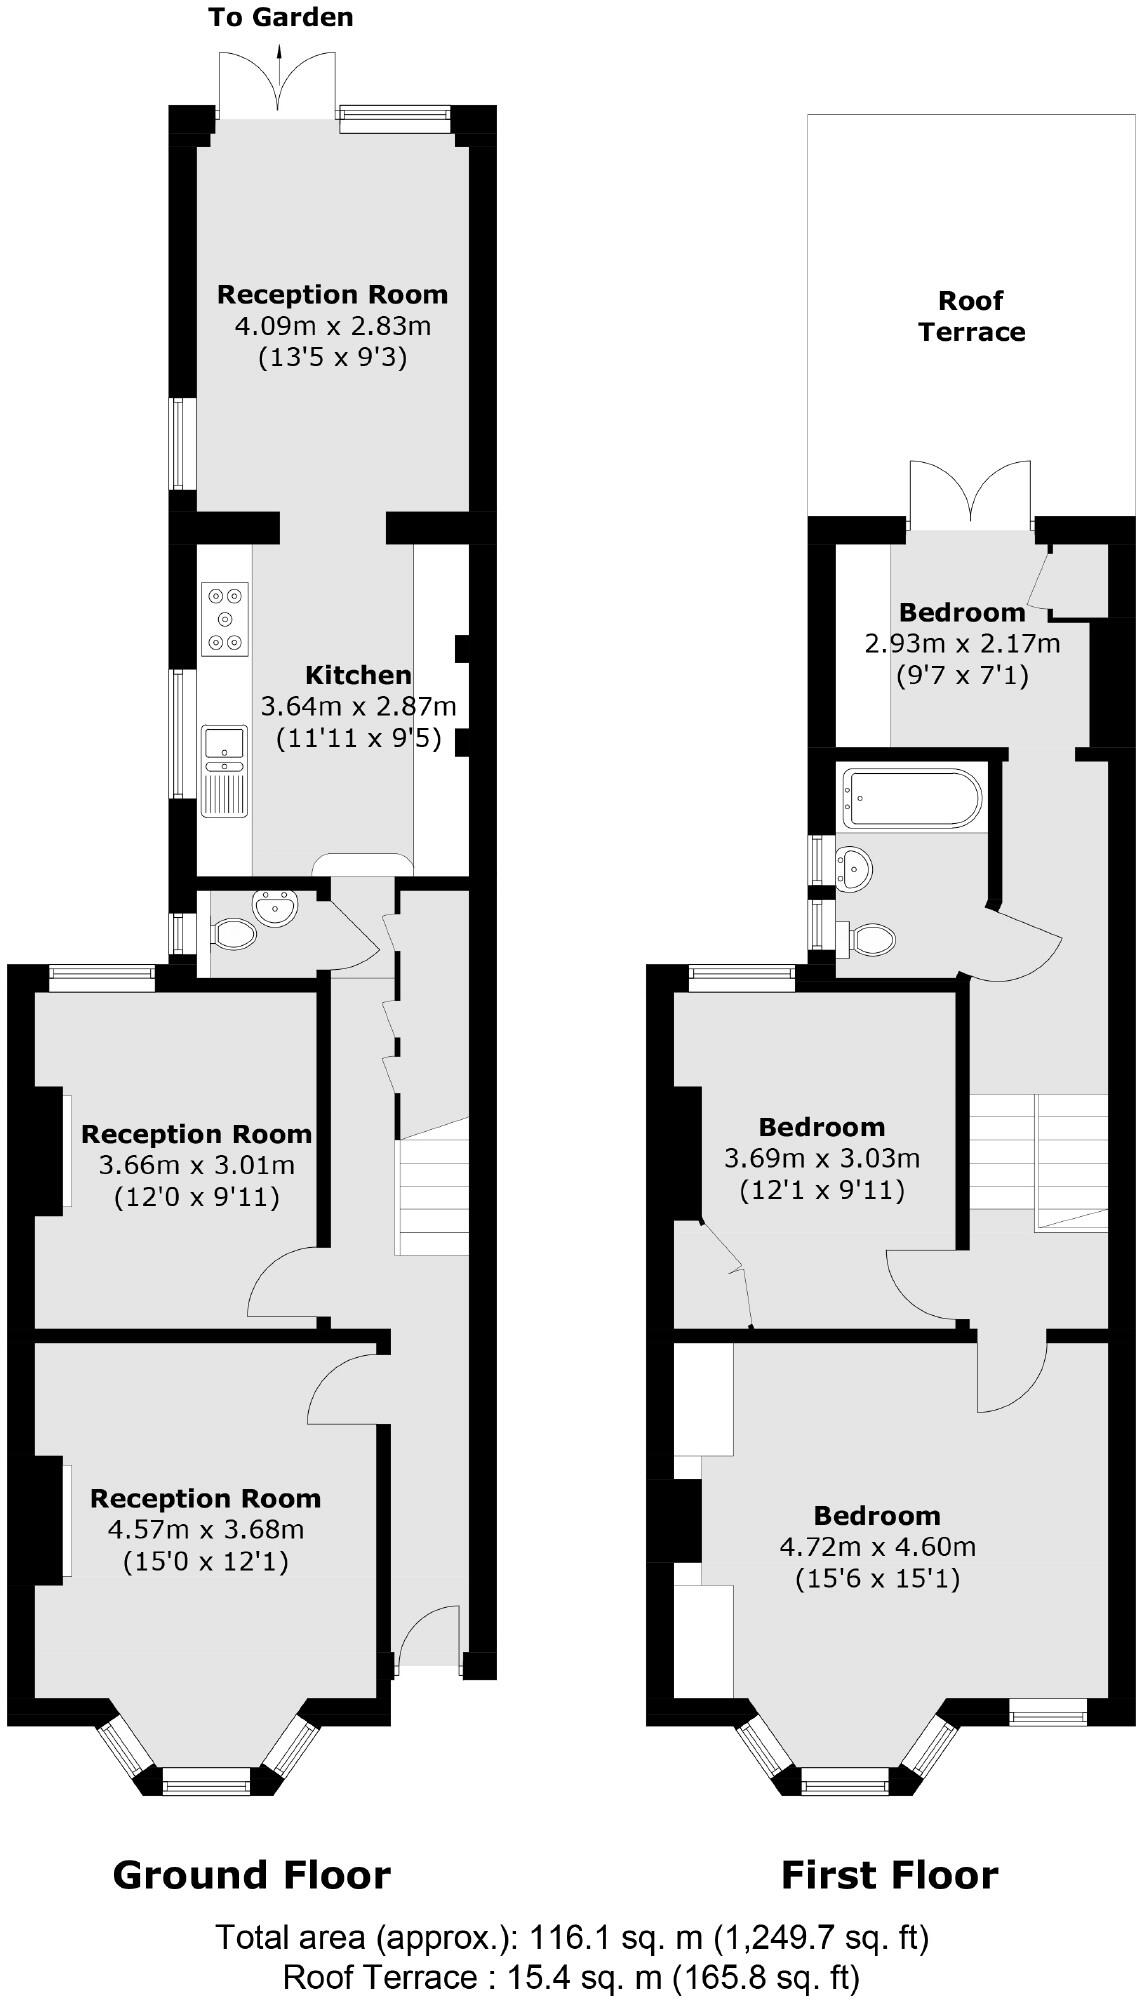 To Garden
Reception Room
4.09m x 2.83m
(13'5 x 9'3)
Roof
Terrace
Kitchen
3.64m x 2.87m
(11'11 x 9'5)
Bedroom
2.93m x 2.17m
(9'7 x 7'1)
Reception Room
3.66m x 3.01m
(12'0 x 9'11)
Bedroom
3.69m x 3.03m
(12'1 x 9'11)
Reception Room
4.57m x 3.68m
(15'0 x 12'1)
Bedroom
4.72m x 4.60m
(15'6 x 15'1)
Ground Floor
First Floor
Total area (approx.): 116.1 sq. m (1,249.7 sq. ft)
Roof Terrace : 15.4 sq. m (165.8 sq. ft)